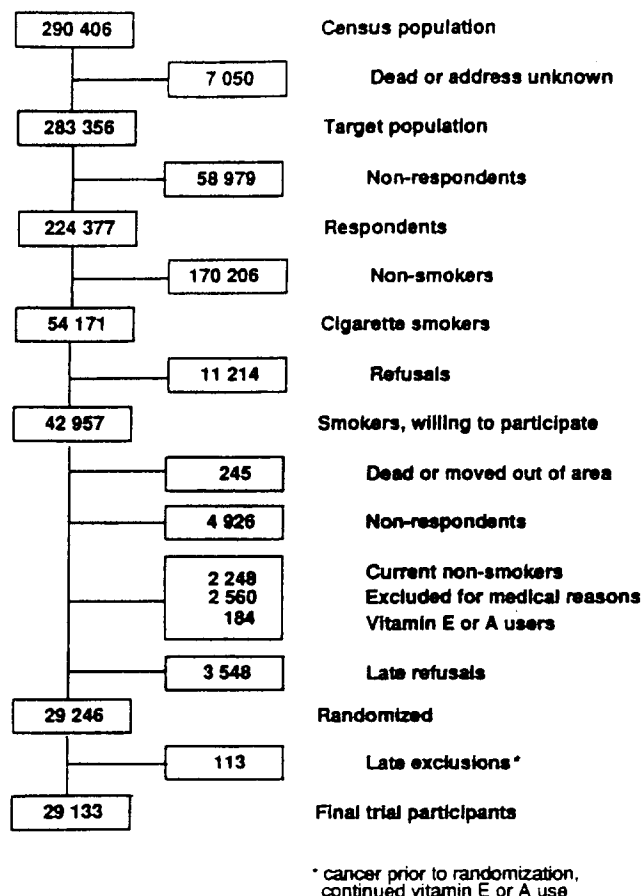 290 406 Census population
7 050 Dead or address unknown
283 356 Target population
58 979 Non-respondents
224 377 Respondents
170 206 Non-smokers
54 171 Cigarette smokers
11 214 Refusals
42 957 Smokers, willing to participate
245 Dead or moved out of area
4 926 Non-respondents
2 248 Current non-smokers
2 560 Excluded for medical reasons
184 Vitamin E or A users
3 548 Late refusals
29 246 Randomized
113 Late exclusions*
29 133 Final trial participants
* cancer prior to randomization,
continued vitamin E or A use